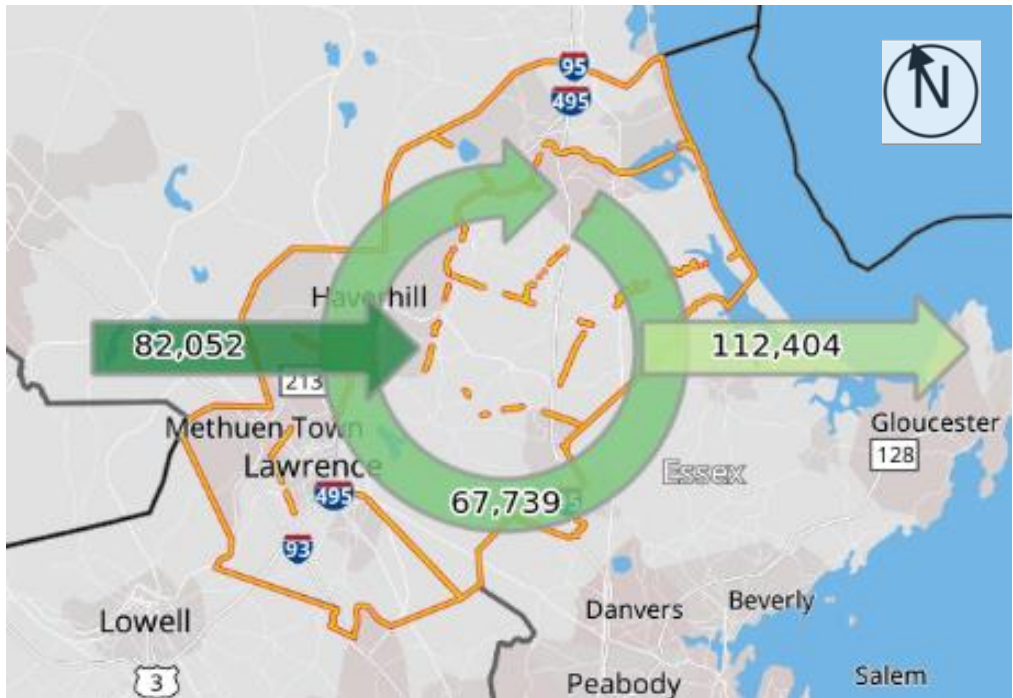 95
495
N
Haverhill
82,052
112,404
213
Methuen Town
Lawrence
Gloucester
128
Essex
495
67,739
93
Lowell
Danvers
Beverly
3
Peabody
Salem